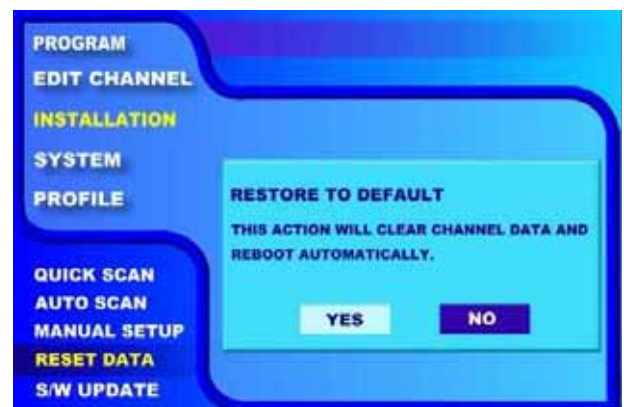 PROGRAM
EDIT CHANNEL
INSTALLATION
SYSTEM
PROFILE
QUICK SCAN
AUTO SCAN
MANUAL SETUP
RESET DATA
S/W UPDATE
RESTORE TO DEFAULT
THIS ACTION WILL CLEAR CHANNEL DATA AND
REBOOT AUTOMATICALLY.
YES NO